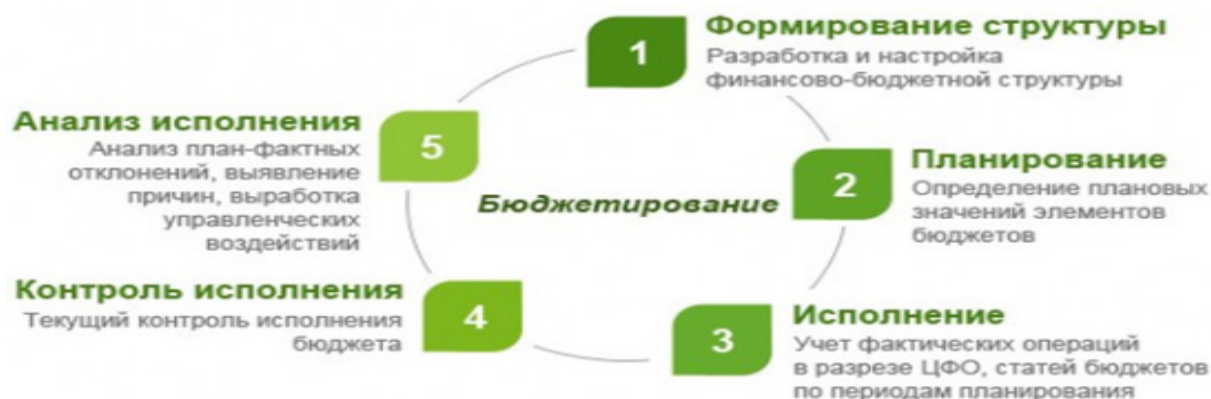 1
Формирование структуры
Разработка и настройка
финансово-бюджетной структуры
2
Планирование
Определение плановых
значений элементов
бюджетов
3
Исполнение
Учет фактических операций
в разрезе ЦФО, статей бюджетов
по периодам планирования
4
Контроль исполнения
Текущий контроль исполнения
бюджета
5
Анализ исполнения
Анализ план-фактных
отклонений, выявление
причин, выработка
управленческих
воздействий
Бюджетирование